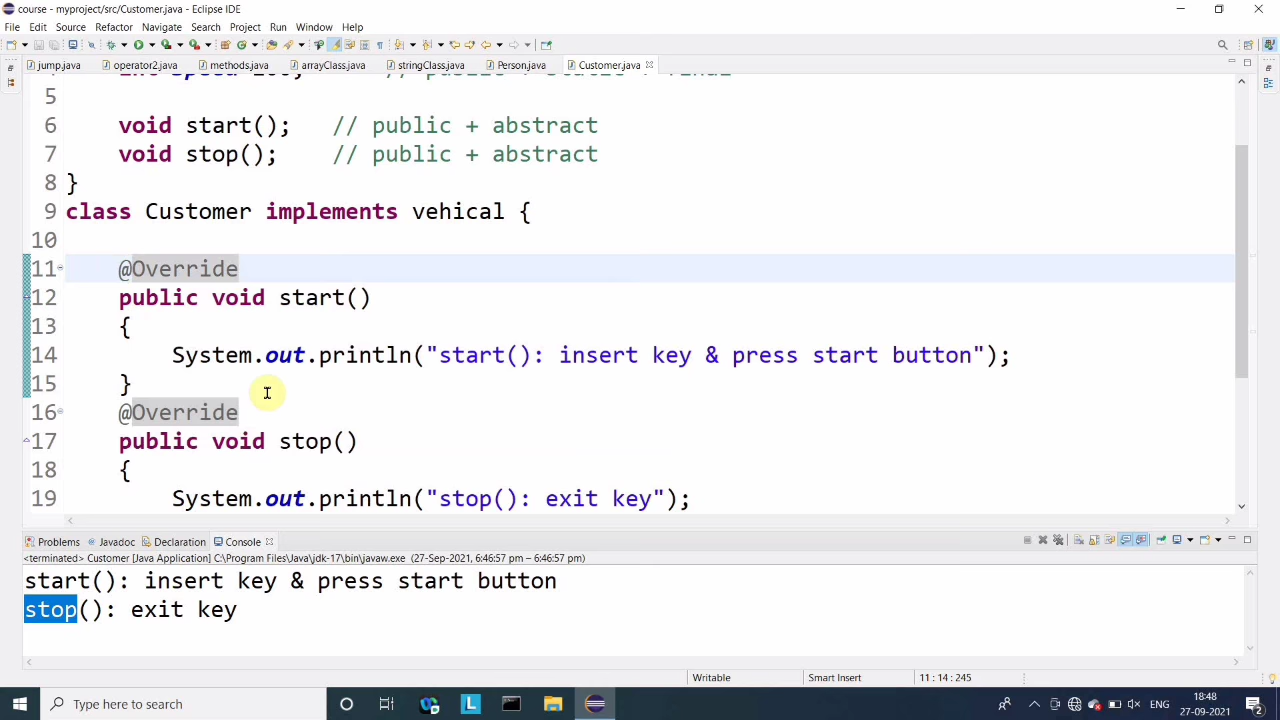 course - myproject/src/Customer.java - Eclipse IDE
File Edit Source Refactor Navigate Search Project Run Window Help
jump.java operator2.java methods.java arrayClass.java stringClass.java Person.java Customer.java
5
6 void start(); // public + abstract
7 void stop(); // public + abstract
8 }
9 class Customer implements vehical {
10
11 @Override
12 public void start()
13 {
14 System.out.println("start(): insert key & press start button");
15 }
16 @Override
17 public void stop()
18 {
19 System.out.println("stop(): exit key");
Problems Javadoc Declaration Console
<terminated> Customer [Java Application] C:\Program Files\Java\jdk-17\bin\javaw.exe (27-Sep-2021, 6:46:57 pm – 6:46:57 pm)
start(): insert key & press start button
stop(): exit key
Writable Smart Insert 11 : 14 : 245
Type here to search L ENG 18:48
27-09-2021 2